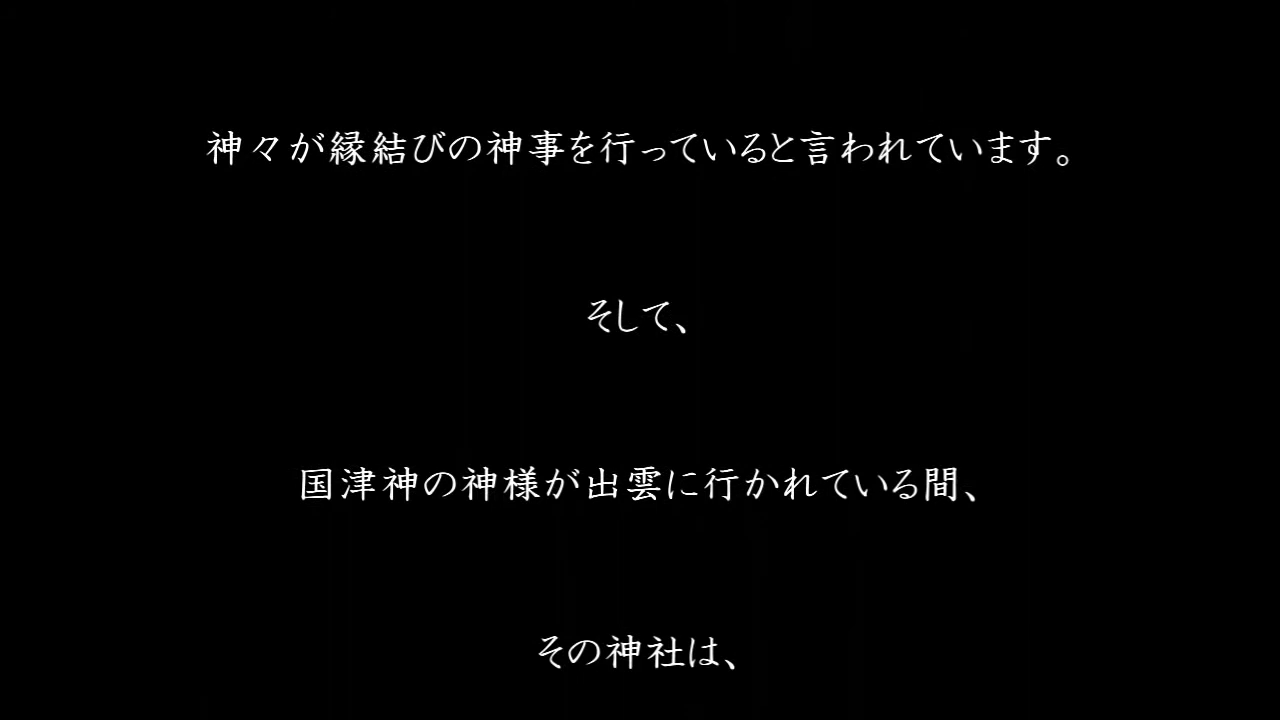 神々が縁結びの神事を行っていると言われています。
そして、
国津神の神様が出雲に行かれている間、
その神社は、